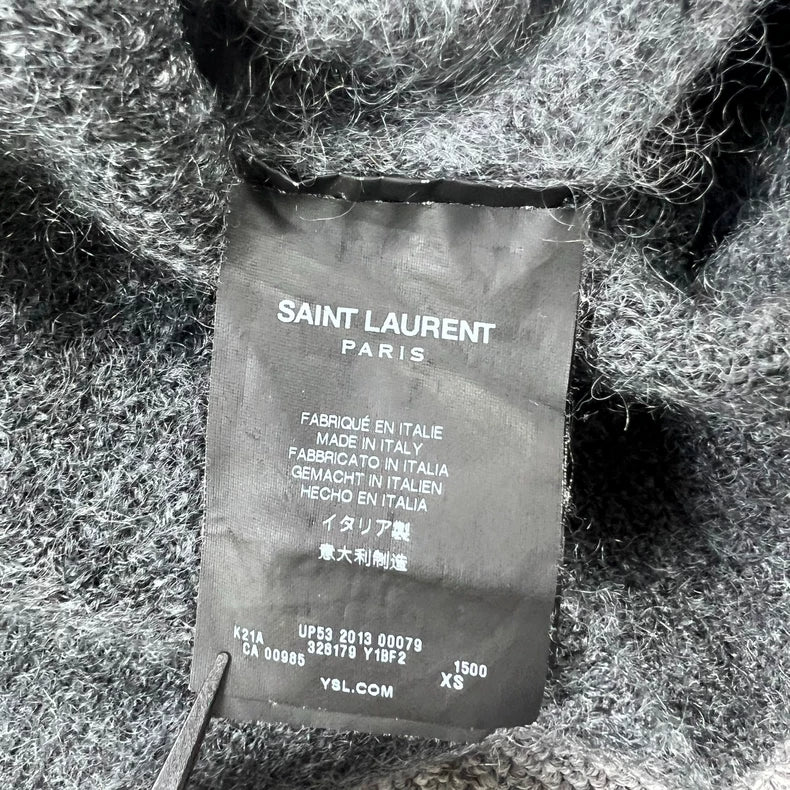 SAINT LAURENT
PARIS
FABRIQUÉ EN ITALIE
MADE IN ITALY
FABBRICATO IN ITALIA
GEMACHT IN ITALIEN
HECHO EN ITALIA
イタリア製
意大利制造
K21A UP53 2013 00079
CA 00985 328179 Y1BF2 1500
XS
YSL.COM